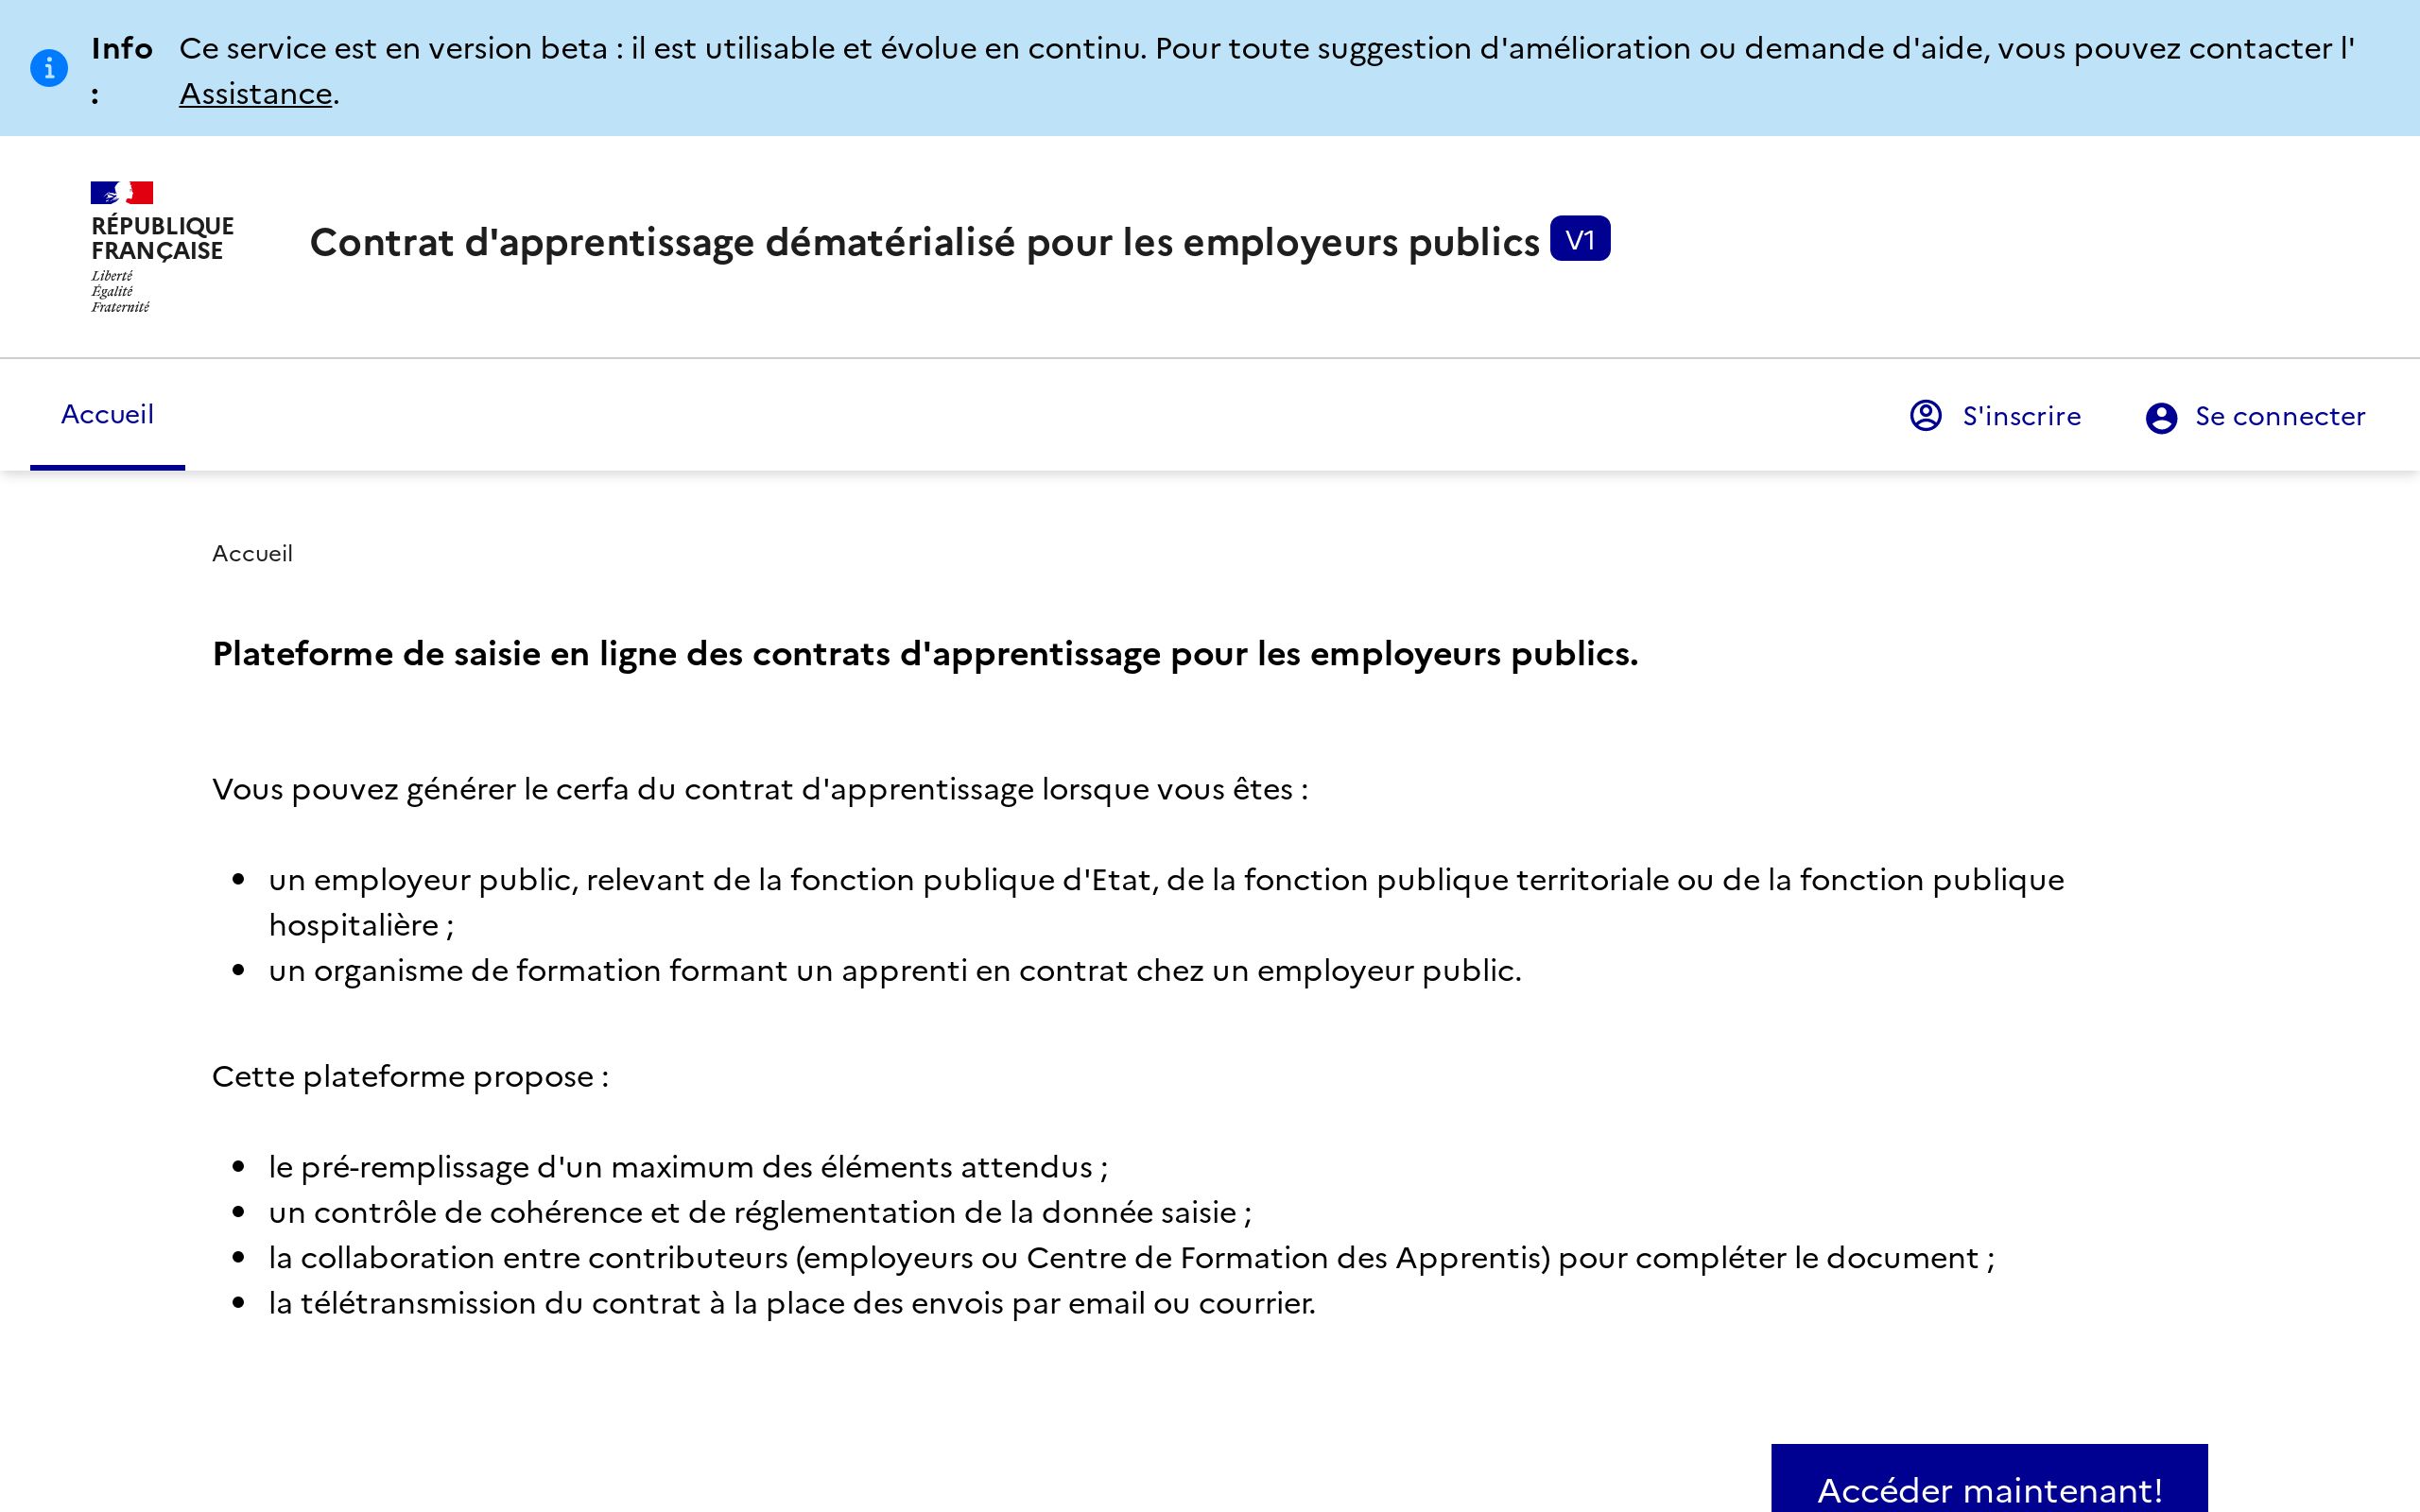 Info
:
Ce service est en version beta : il est utilisable et évolue en continu. Pour toute suggestion d'amélioration ou demande d'aide, vous pouvez contacter l'
Assistance.
RÉPUBLIQUE
FRANÇAISE
Liberté
Égalité
Fraternité
Contrat d'apprentissage dématérialisé pour les employeurs publics V1
Accueil
S'inscrire
Se connecter
Accueil
Plateforme de saisie en ligne des contrats d'apprentissage pour les employeurs publics.
Vous pouvez générer le cerfa du contrat d'apprentissage lorsque vous êtes :
un employeur public, relevant de la fonction publique d'Etat, de la fonction publique territoriale ou de la fonction publique
hospitalière ;
un organisme de formation formant un apprenti en contrat chez un employeur public.
Cette plateforme propose :
le pré-remplissage d'un maximum des éléments attendus ;
un contrôle de cohérence et de réglementation de la donnée saisie ;
la collaboration entre contributeurs (employeurs ou Centre de Formation des Apprentis) pour compléter le document ;
la télétransmission du contrat à la place des envois par email ou courrier.
Accéder maintenant!